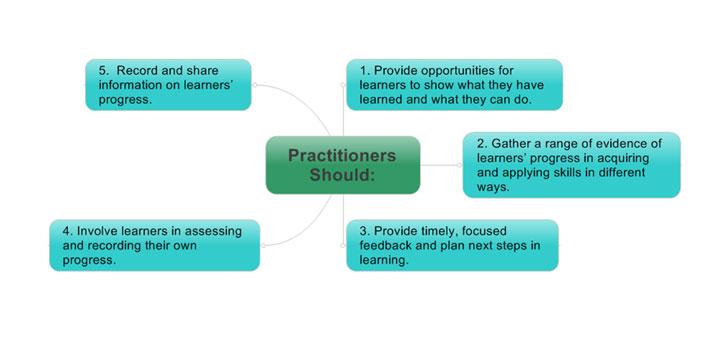 Practitioners
Should:
1. Provide opportunities for
learners to show what they have
learned and what they can do.
2. Gather a range of evidence of
learners' progress in acquiring
and applying skills in different
ways.
3. Provide timely, focused
feedback and plan next steps in
learning.
4. Involve learners in assessing
and recording their own
progress.
5.  Record and share
information on learners'
progress.